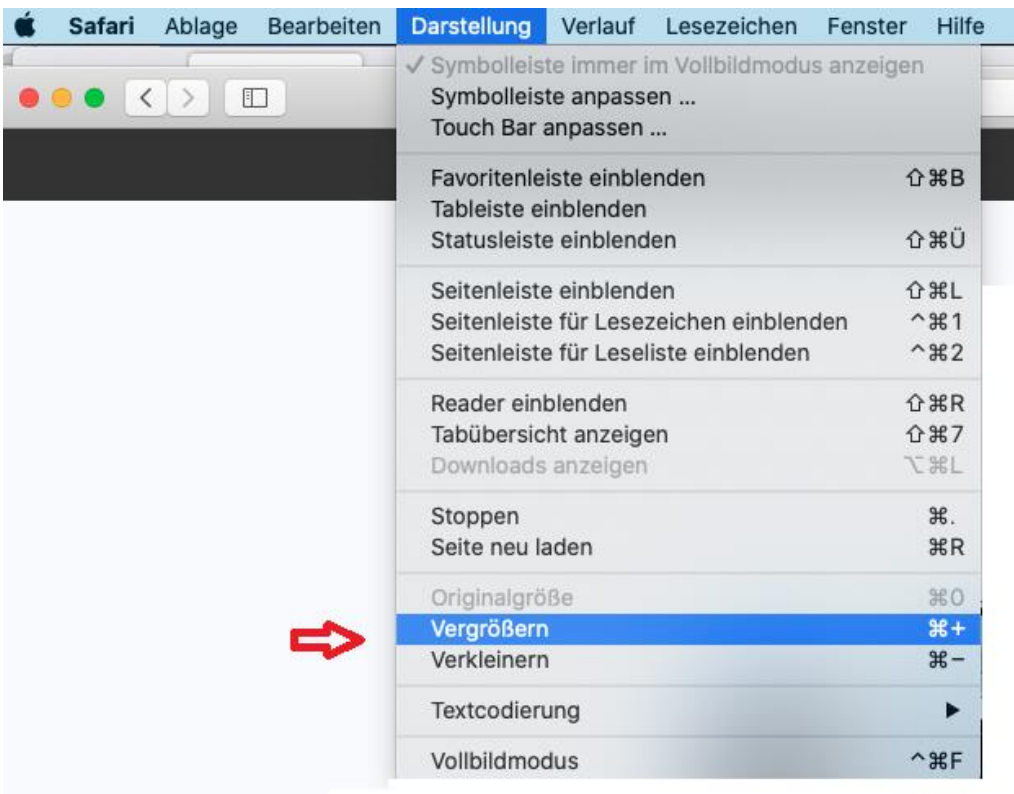 Safari Ablage Bearbeiten Darstellung Verlauf Lesezeichen Fenster Hilfe
✓ Symbolleiste immer im Vollbildmodus anzeigen
Symbolleiste anpassen ...
Touch Bar anpassen ...
Favoritenleiste einblenden ⇧⌘B
Tableiste einblenden
Statusleiste einblenden ⇧⌘Ü
Seitenleiste einblenden ⇧⌘L
Seitenleiste für Lesezeichen einblenden ^⌘1
Seitenleiste für Leseliste einblenden ^⌘2
Reader einblenden ⇧⌘R
Tabübersicht anzeigen ⇧⌘7
Downloads anzeigen ⌥⌘L
Stoppen ⌘.
Seite neu laden ⌘R
Originalgröße ⌘0
Vergrößern ⌘+
Verkleinern ⌘−
Textcodierung ▶
Vollbildmodus ^⌘F